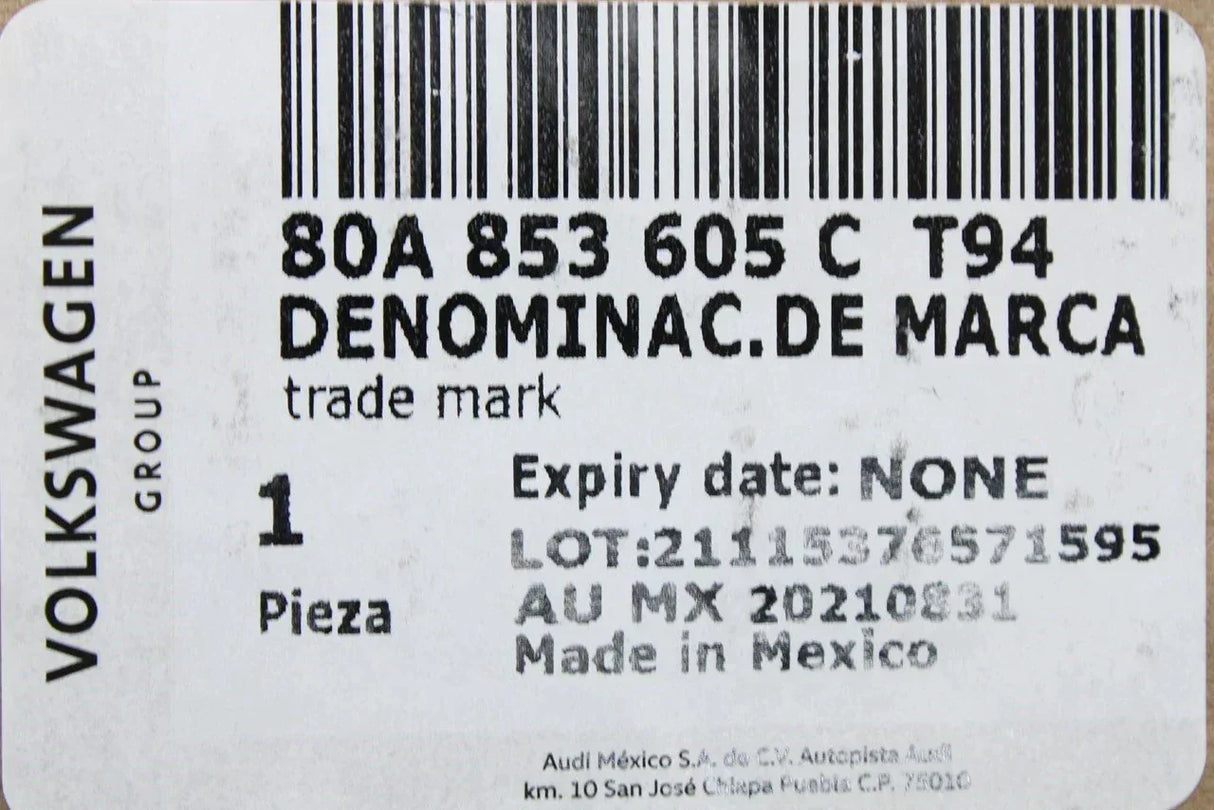 VOLKSWAGEN
GROUP
80A 853 605 C T94
DENOMINAC.DE MARCA
trade mark
1
Pieza
Expiry date: NONE
LOT:21115376571595
AU MX 20210831
Made in Mexico
Audi México S.A. de C.V. Autopista Audi
km. 10 San José Chiapa Puebla C.P. 75010